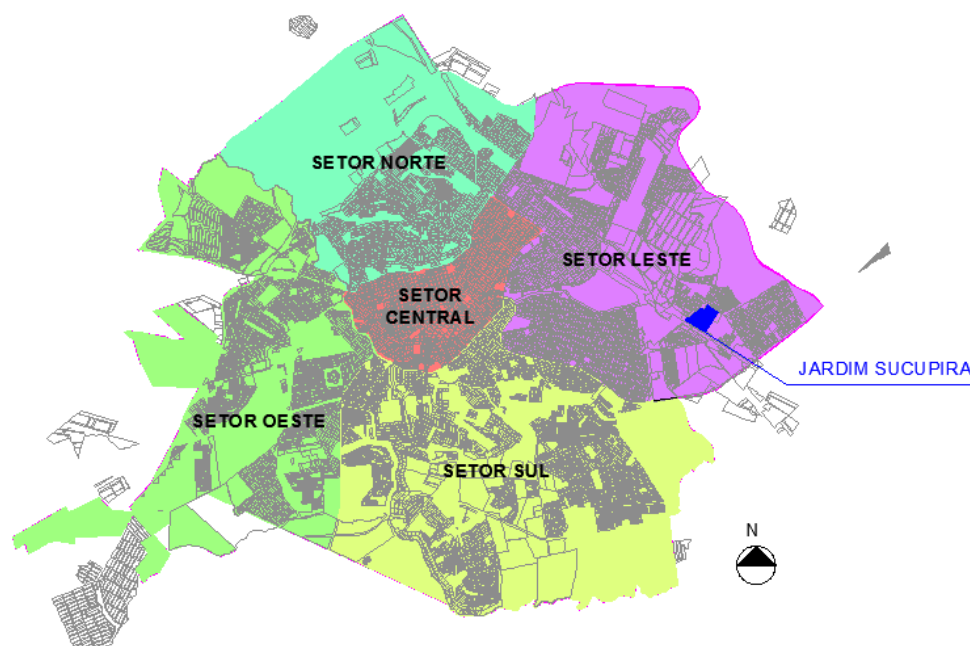 SETOR NORTE
SETOR LESTE
SETOR
CENTRAL
JARDIM SUCUPIRA
SETOR OESTE
SETOR SUL
N